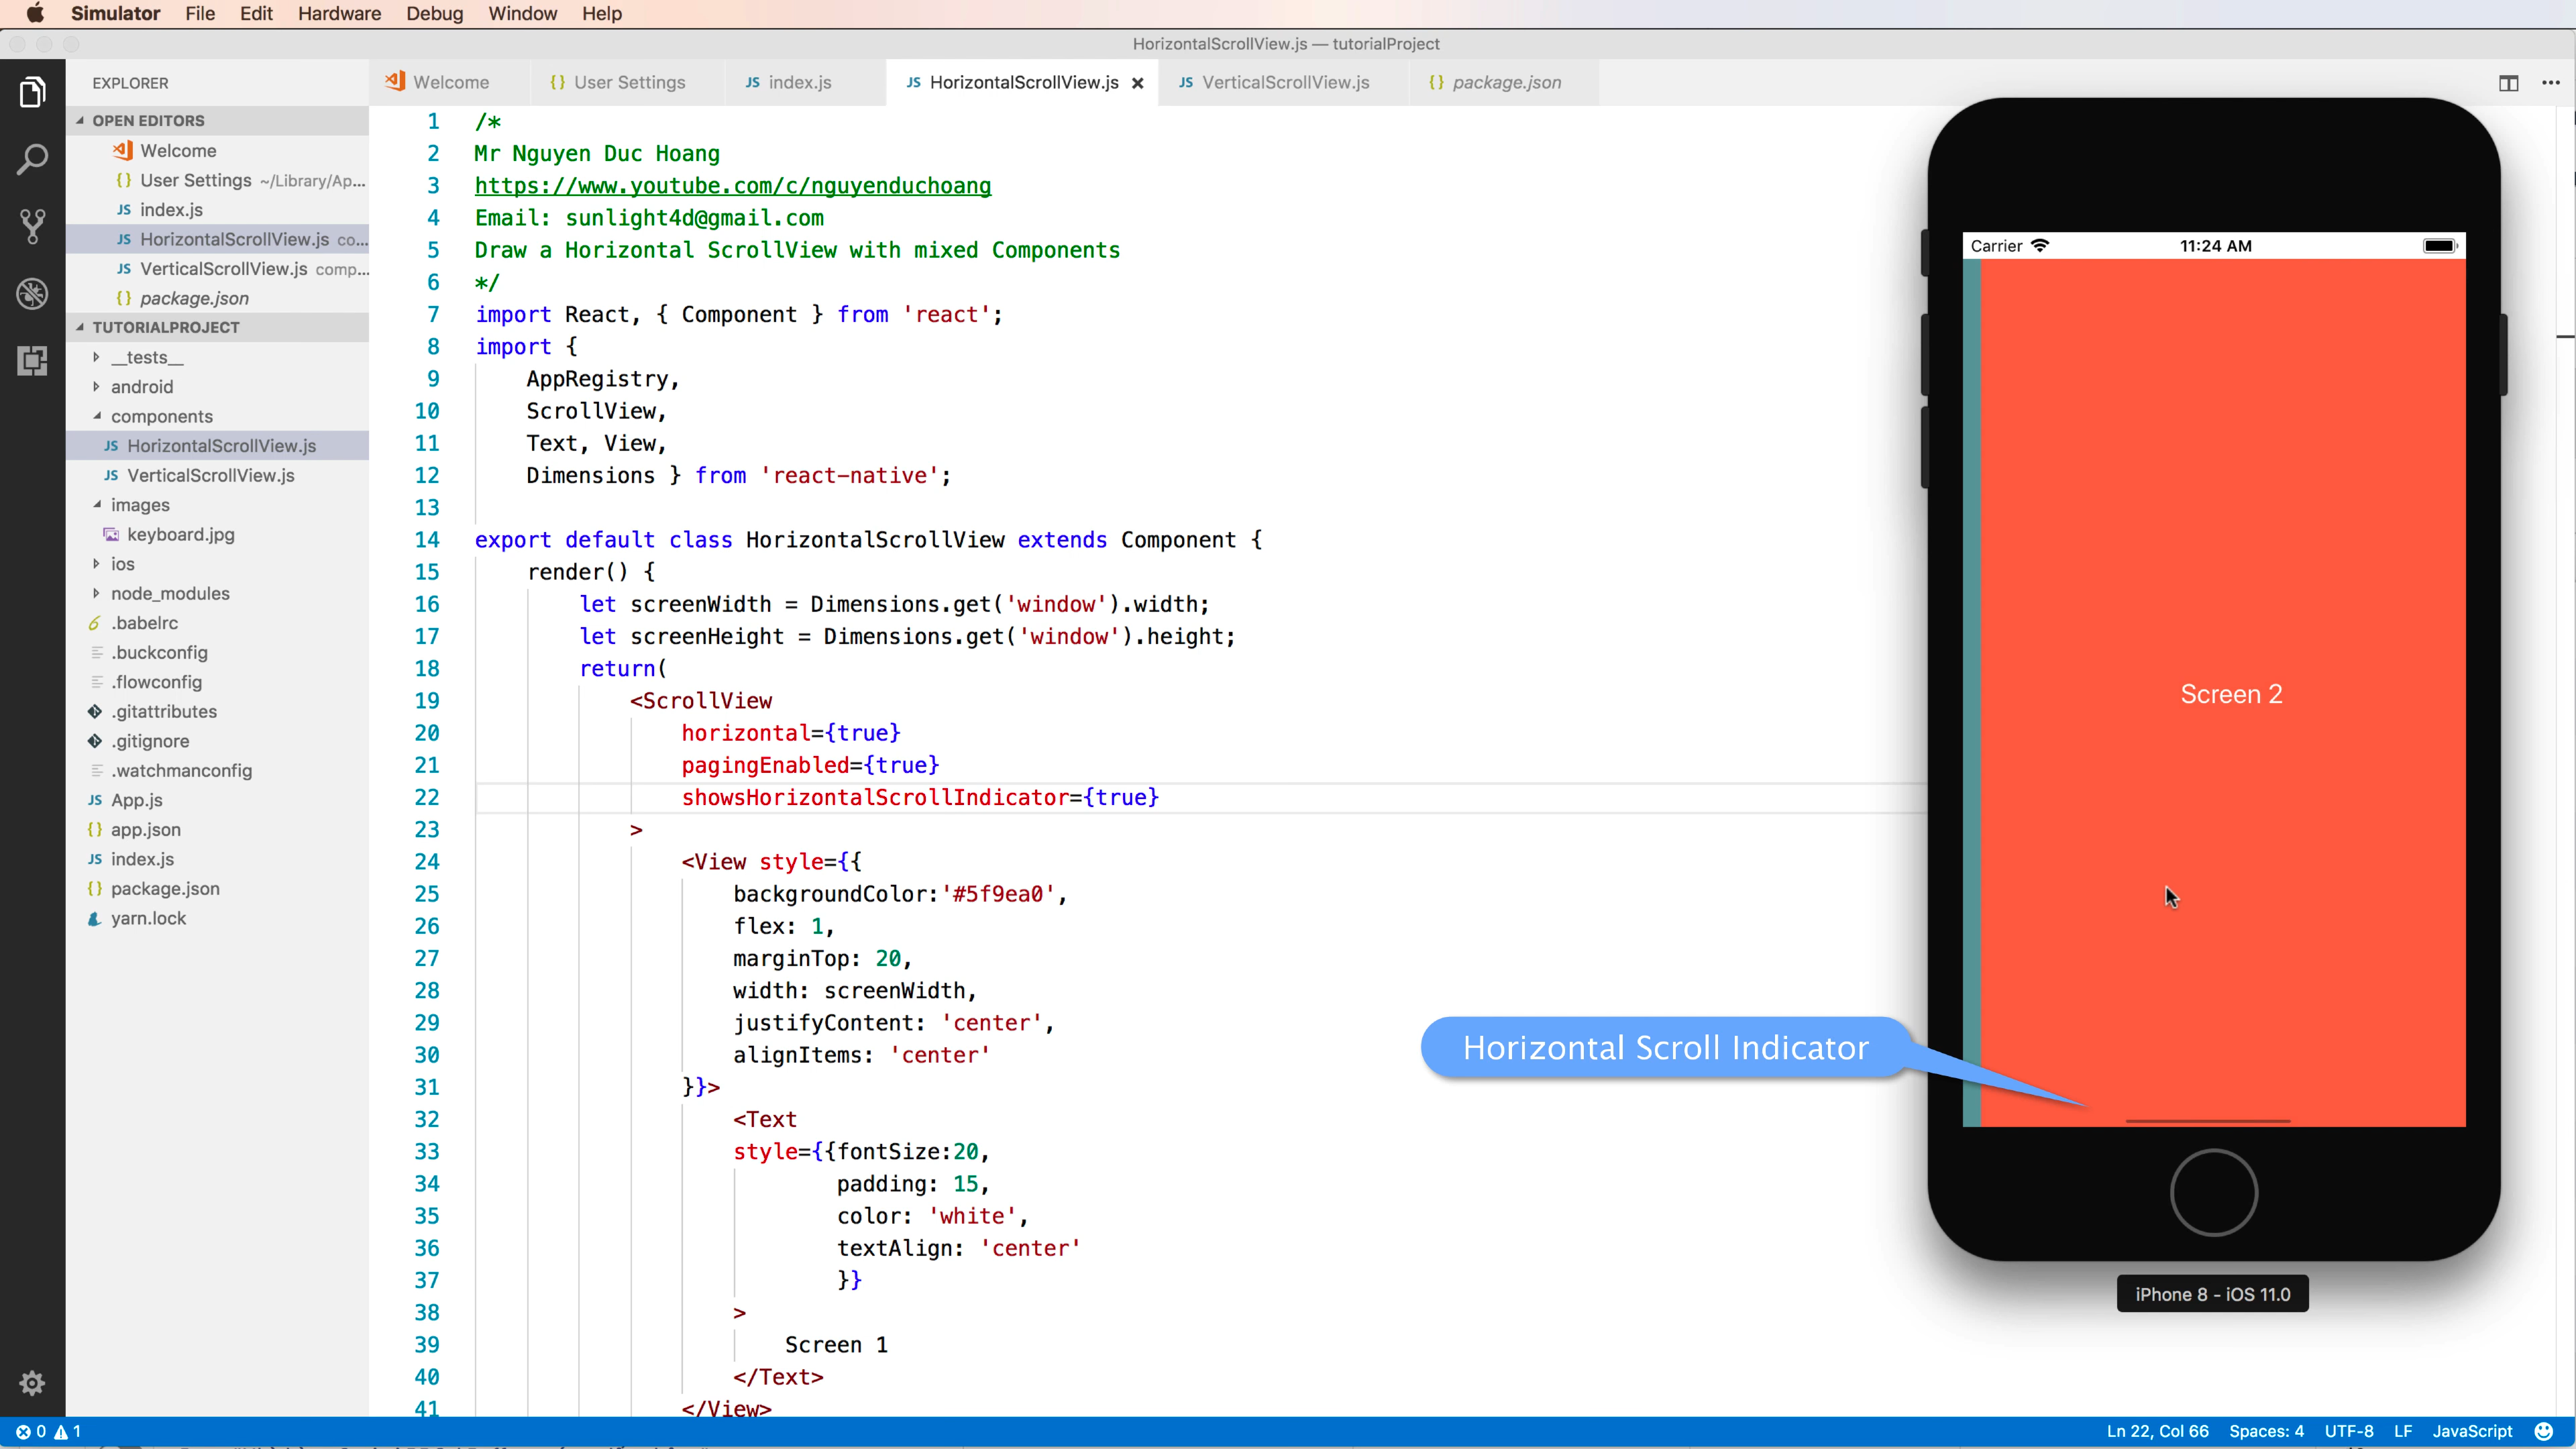 Simulator File Edit Hardware Debug Window Help
HorizontalScrollView.js — tutorialProject
EXPLORER
OPEN EDITORS
Welcome
User Settings ~/Library/Ap...
index.js
HorizontalScrollView.js co...
VerticalScrollView.js comp...
package.json
TUTORIALPROJECT
__tests__
android
components
HorizontalScrollView.js
VerticalScrollView.js
images
keyboard.jpg
ios
node_modules
.babelrc
.buckconfig
.flowconfig
.gitattributes
.gitignore
.watchmanconfig
App.js
app.json
index.js
package.json
yarn.lock
Welcome User Settings index.js HorizontalScrollView.js VerticalScrollView.js package.json
1 /*
2 Mr Nguyen Duc Hoang
3 https://www.youtube.com/c/nguyenduchoang
4 Email: sunlight4d@gmail.com
5 Draw a Horizontal ScrollView with mixed Components
6 */
7 import React, { Component } from 'react';
8 import {
9 AppRegistry,
10 ScrollView,
11 Text, View,
12 Dimensions } from 'react-native';
13
14 export default class HorizontalScrollView extends Component {
15 render() {
16 let screenWidth = Dimensions.get('window').width;
17 let screenHeight = Dimensions.get('window').height;
18 return(
19 <ScrollView
20 horizontal={true}
21 pagingEnabled={true}
22 showsHorizontalScrollIndicator={true}
23 >
24 <View style={{
25 backgroundColor:'#5f9ea0',
26 flex: 1,
27 marginTop: 20,
28 width: screenWidth,
29 justifyContent: 'center',
30 alignItems: 'center'
31 }}>
32 <Text
33 style={{fontSize:20,
34 padding: 15,
35 color: 'white',
36 textAlign: 'center'
37 }}
38 >
39 Screen 1
40 </Text>
41 </View>
Carrier 11:24 AM
Screen 2
Horizontal Scroll Indicator
iPhone 8 - iOS 11.0
0 1 Ln 22, Col 66 Spaces: 4 UTF-8 LF JavaScript